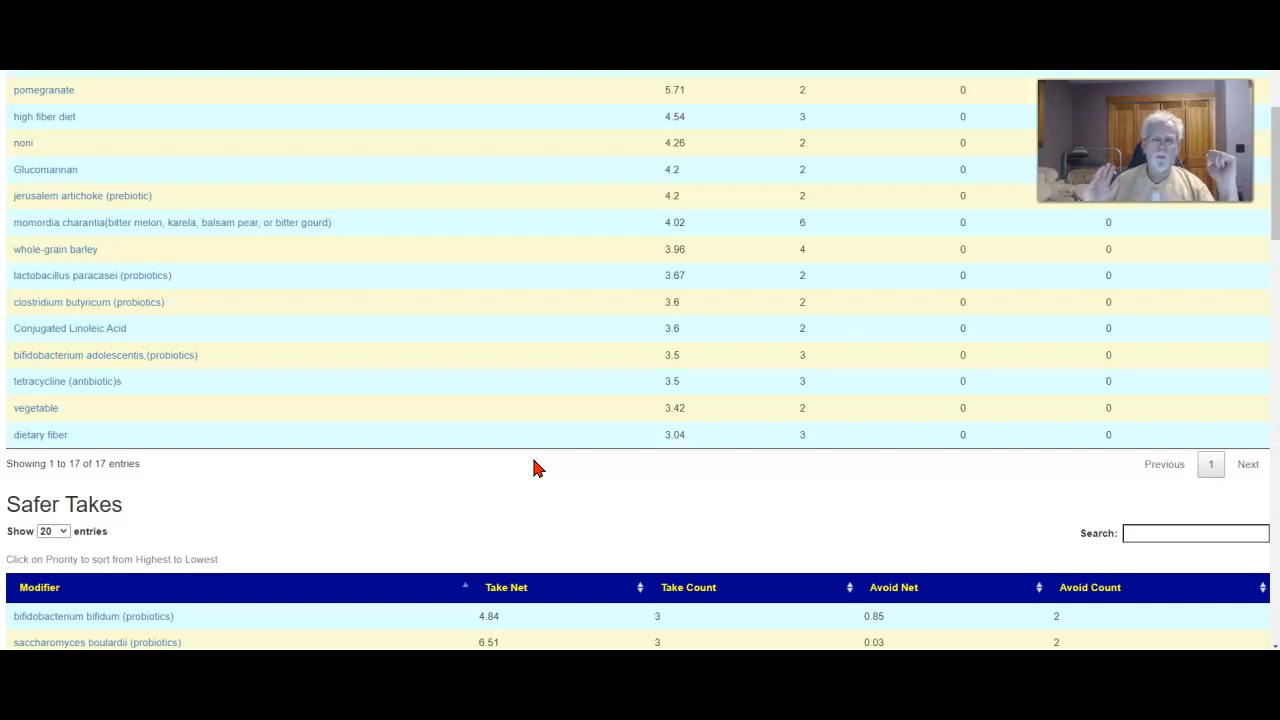 pomegranate 5.71 2 0
high fiber diet 4.54 3 0
noni 4.26 2 0
Glucomannan 4.2 2 0
jerusalem artichoke (prebiotic) 4.2 2 0
momordia charantia(bitter melon, karela, balsam pear, or bitter gourd) 4.02 6 0 0
whole-grain barley 3.96 4 0 0
lactobacillus paracasei (probiotics) 3.67 2 0 0
clostridium butyricum (probiotics) 3.6 2 0 0
Conjugated Linoleic Acid 3.6 2 0 0
bifidobacterium adolescentis,(probiotics) 3.5 3 0 0
tetracycline (antibiotic)s 3.5 3 0 0
vegetable 3.42 2 0 0
dietary fiber 3.04 3 0 0
Showing 1 to 17 of 17 entries Previous 1 Next
Safer Takes
Show 20 entries Search:
Click on Priority to sort from Highest to Lowest
Modifier Take Net Take Count Avoid Net Avoid Count
bifidobacterium bifidum (probiotics) 4.84 3 0.85 2
saccharomyces boulardii (probiotics) 6.51 3 0.03 2